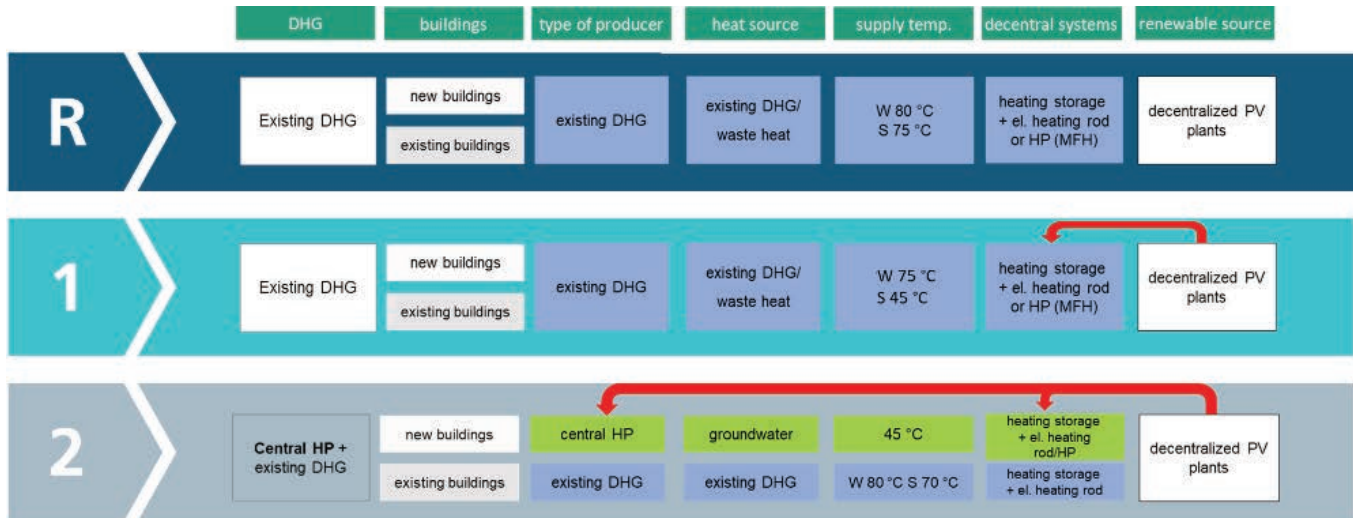 DHG
buildings
type of producer
heat source
supply temp.
decentral systems
renewable source
R
Existing DHG
new buildings
existing buildings
existing DHG
existing DHG/
waste heat
W 80 °C
S 75 °C
heating storage
+ el. heating rod
or HP (MFH)
decentralized PV
plants
1
Existing DHG
new buildings
existing buildings
existing DHG
existing DHG/
waste heat
W 75 °C
S 45 °C
heating storage
+ el. heating rod
or HP (MFH)
decentralized PV
plants
2
Central HP +
existing DHG
new buildings
central HP
groundwater
45 °C
heating storage
+ el. heating
rod/HP
existing buildings
existing DHG
existing DHG
W 80 °C S 70 °C
heating storage
+ el. heating rod
decentralized PV
plants